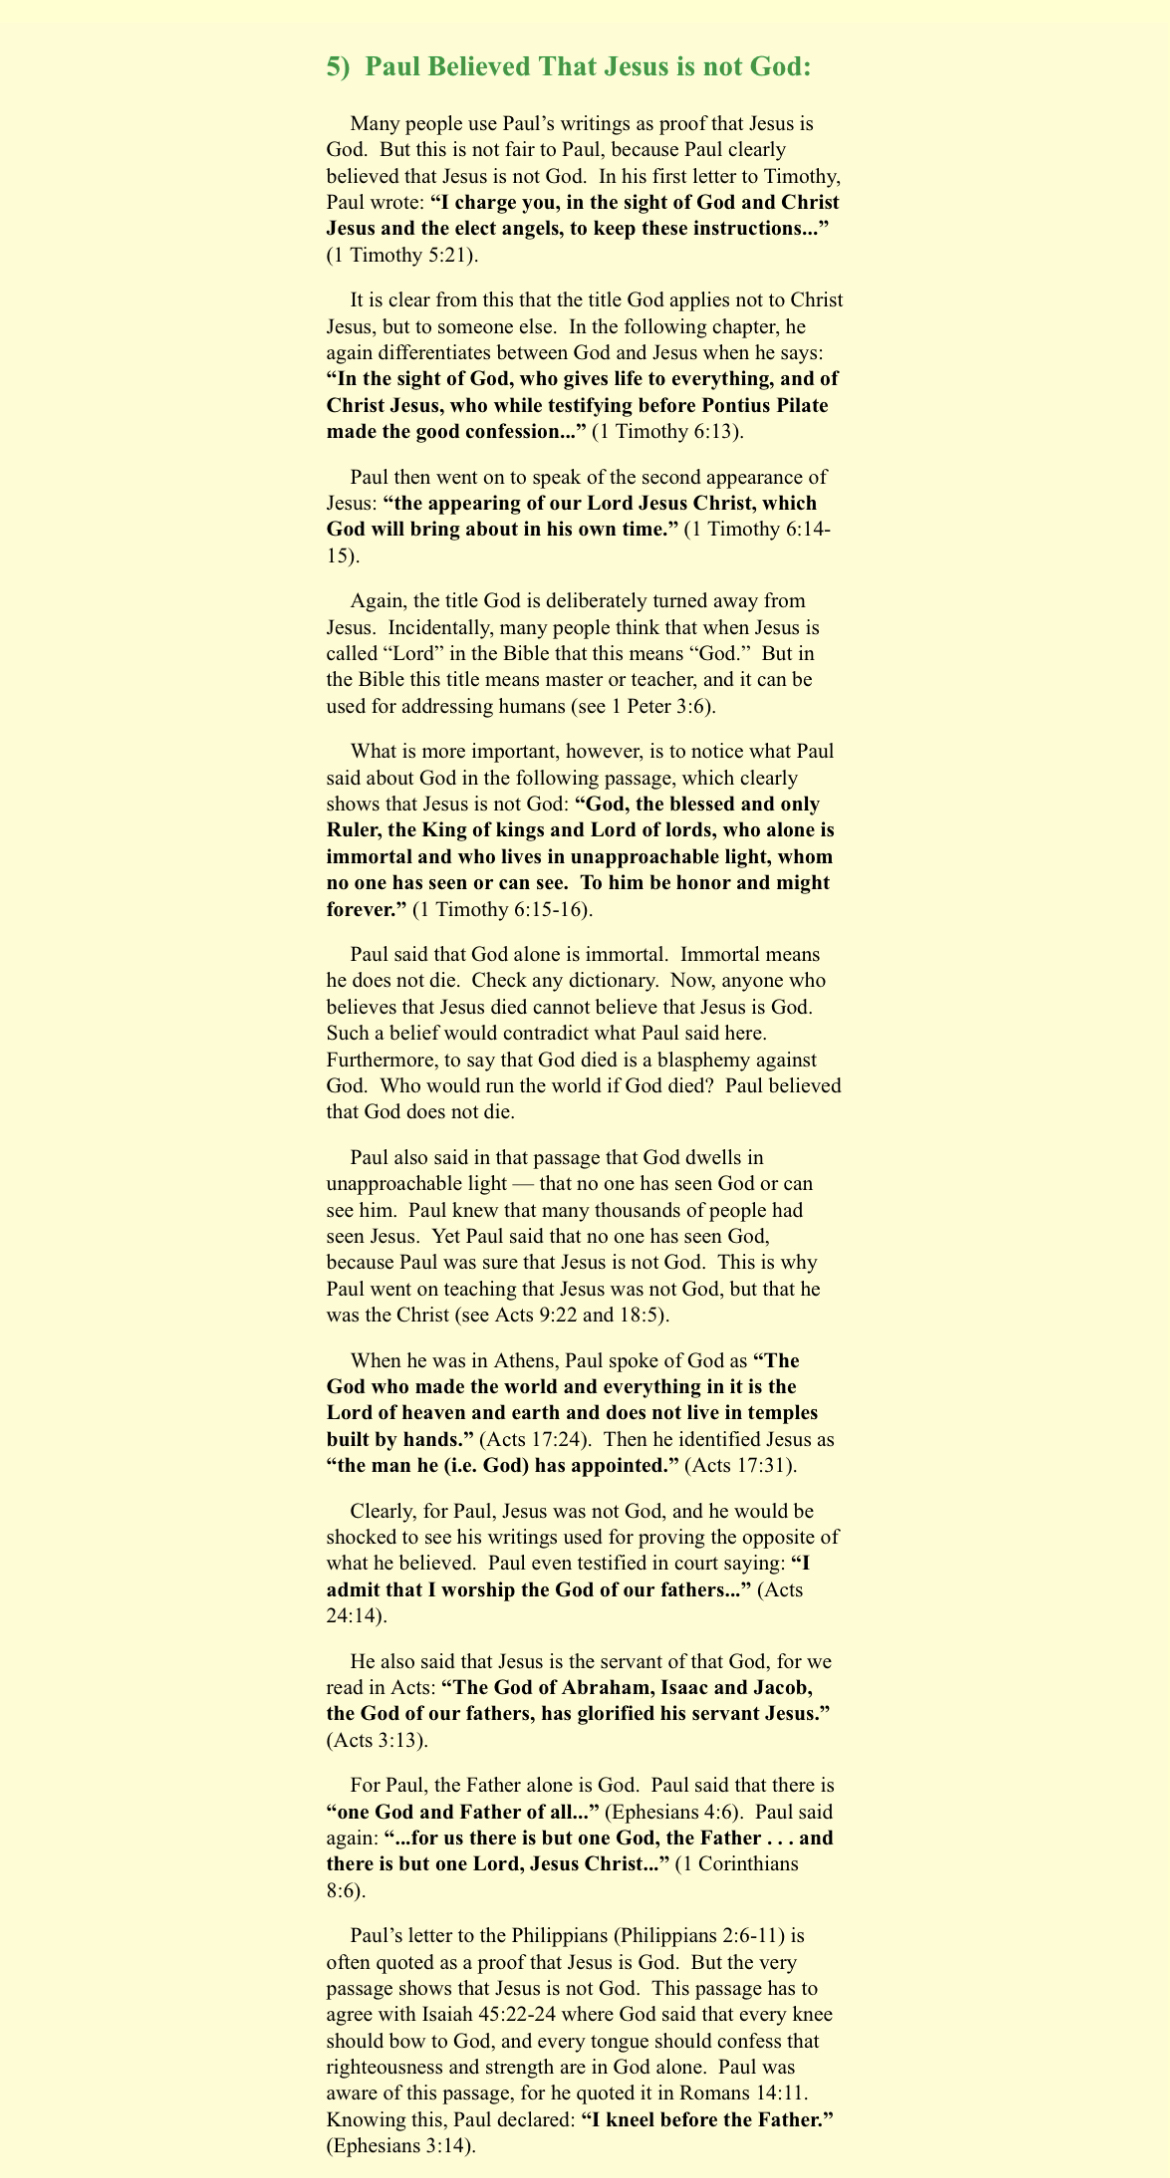 5)  Paul Believed That Jesus is not God:
Many people use Paul’s writings as proof that Jesus is
God.  But this is not fair to Paul, because Paul clearly
believed that Jesus is not God.  In his first letter to Timothy,
Paul wrote: “I charge you, in the sight of God and Christ
Jesus and the elect angels, to keep these instructions...”
(1 Timothy 5:21).
It is clear from this that the title God applies not to Christ
Jesus, but to someone else.  In the following chapter, he
again differentiates between God and Jesus when he says:
“In the sight of God, who gives life to everything, and of
Christ Jesus, who while testifying before Pontius Pilate
made the good confession...” (1 Timothy 6:13).
Paul then went on to speak of the second appearance of
Jesus: “the appearing of our Lord Jesus Christ, which
God will bring about in his own time.” (1 Timothy 6:14-
15).
Again, the title God is deliberately turned away from
Jesus.  Incidentally, many people think that when Jesus is
called “Lord” in the Bible that this means “God.”  But in
the Bible this title means master or teacher, and it can be
used for addressing humans (see 1 Peter 3:6).
What is more important, however, is to notice what Paul
said about God in the following passage, which clearly
shows that Jesus is not God: “God, the blessed and only
Ruler, the King of kings and Lord of lords, who alone is
immortal and who lives in unapproachable light, whom
no one has seen or can see.  To him be honor and might
forever.” (1 Timothy 6:15-16).
Paul said that God alone is immortal.  Immortal means
he does not die.  Check any dictionary.  Now, anyone who
believes that Jesus died cannot believe that Jesus is God.
Such a belief would contradict what Paul said here.
Furthermore, to say that God died is a blasphemy against
God.  Who would run the world if God died?  Paul believed
that God does not die.
Paul also said in that passage that God dwells in
unapproachable light — that no one has seen God or can
see him.  Paul knew that many thousands of people had
seen Jesus.  Yet Paul said that no one has seen God,
because Paul was sure that Jesus is not God.  This is why
Paul went on teaching that Jesus was not God, but that he
was the Christ (see Acts 9:22 and 18:5).
When he was in Athens, Paul spoke of God as “The
God who made the world and everything in it is the
Lord of heaven and earth and does not live in temples
built by hands.” (Acts 17:24).  Then he identified Jesus as
“the man he (i.e. God) has appointed.” (Acts 17:31).
Clearly, for Paul, Jesus was not God, and he would be
shocked to see his writings used for proving the opposite of
what he believed.  Paul even testified in court saying: “I
admit that I worship the God of our fathers...” (Acts
24:14).
He also said that Jesus is the servant of that God, for we
read in Acts: “The God of Abraham, Isaac and Jacob,
the God of our fathers, has glorified his servant Jesus.”
(Acts 3:13).
For Paul, the Father alone is God.  Paul said that there is
“one God and Father of all...” (Ephesians 4:6).  Paul said
again: “...for us there is but one God, the Father . . . and
there is but one Lord, Jesus Christ...” (1 Corinthians
8:6).
Paul’s letter to the Philippians (Philippians 2:6-11) is
often quoted as a proof that Jesus is God.  But the very
passage shows that Jesus is not God.  This passage has to
agree with Isaiah 45:22-24 where God said that every knee
should bow to God, and every tongue should confess that
righteousness and strength are in God alone.  Paul was
aware of this passage, for he quoted it in Romans 14:11.
Knowing this, Paul declared: “I kneel before the Father.”
(Ephesians 3:14).